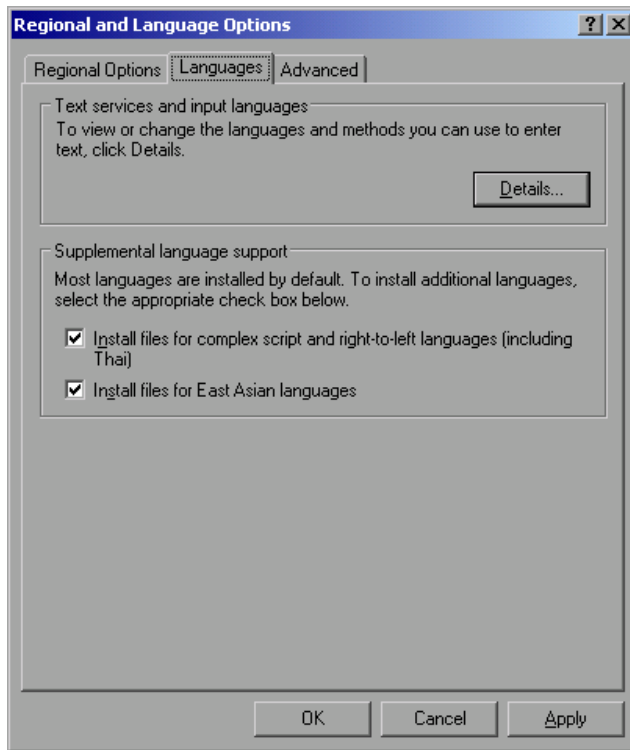 Regional and Language Options
Regional Options Languages Advanced
Text services and input languages
To view or change the languages and methods you can use to enter
text, click Details.
Details...
Supplemental language support
Most languages are installed by default. To install additional languages,
select the appropriate check box below.
Install files for complex script and right-to-left languages (including
Thai)
Install files for East Asian languages
OK Cancel Apply